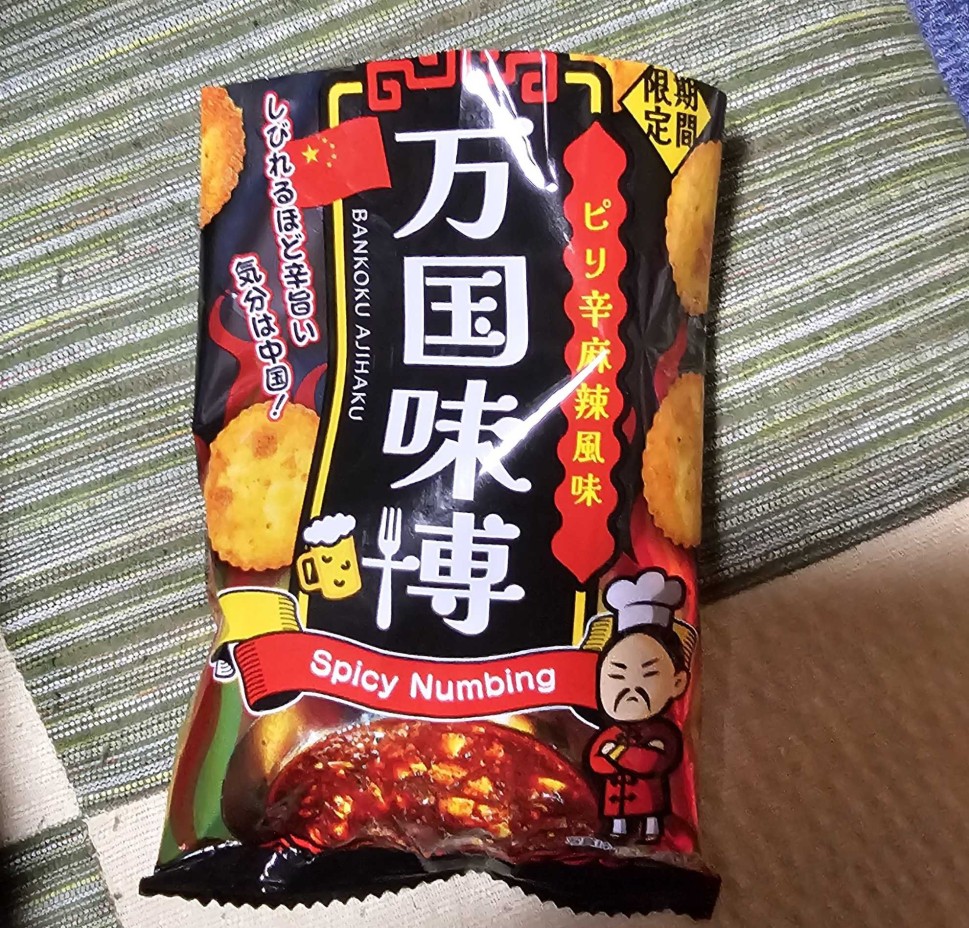 期間
限定
万国味博
BANKOKU AJIHAKU
ピリ辛麻辣風味
しびれるほど辛旨い
気分は中国！
Spicy Numbing